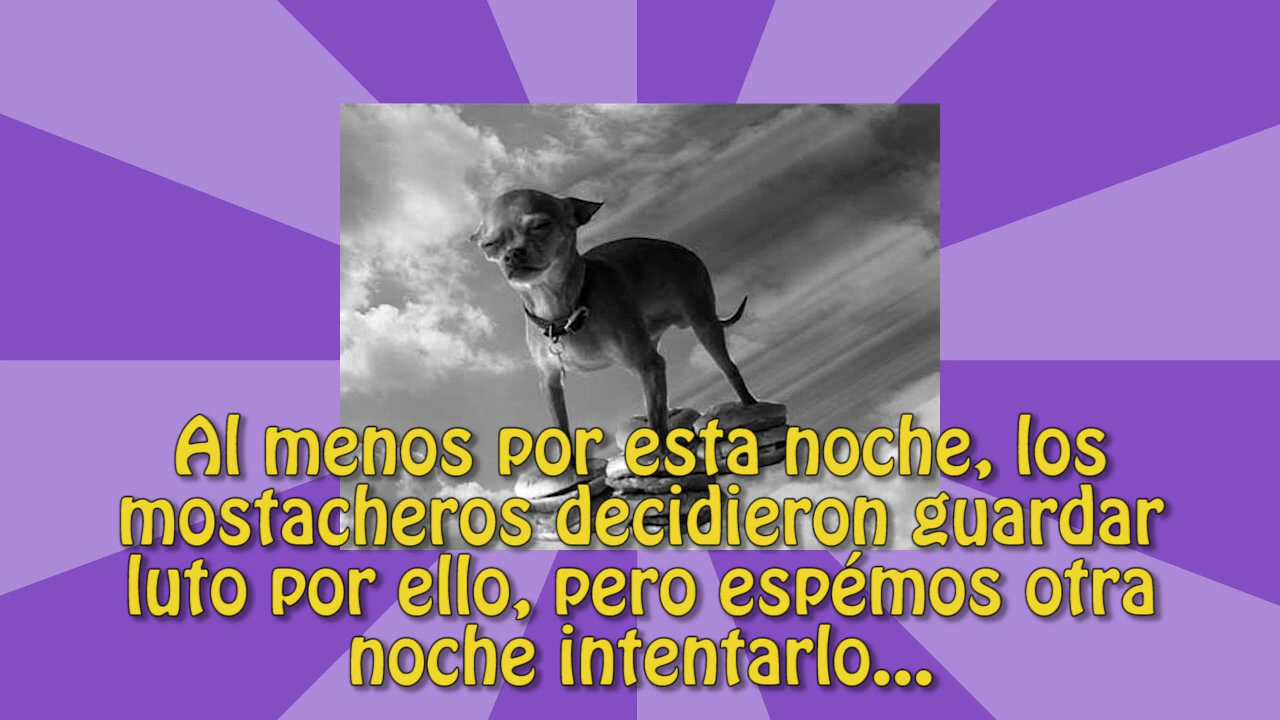 Al menos por esta noche, los
mostacheros decidieron guardar
luto por ello, pero espémos otra
noche intentarlo...